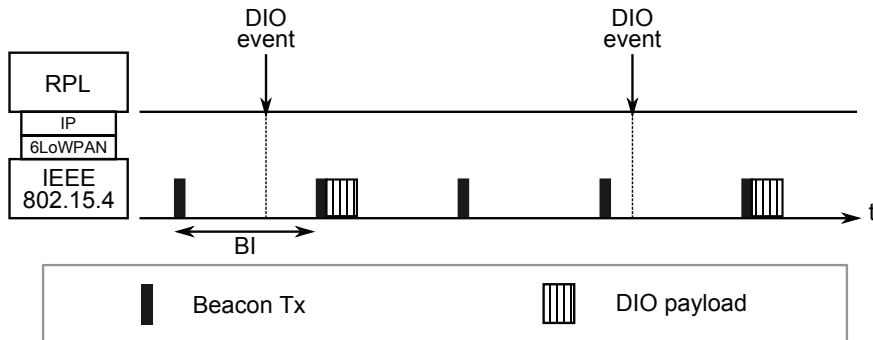 DIO
event
DIO
event
RPL
IP
6LoWPAN
IEEE
802.15.4
t
BI
Beacon Tx
DIO payload